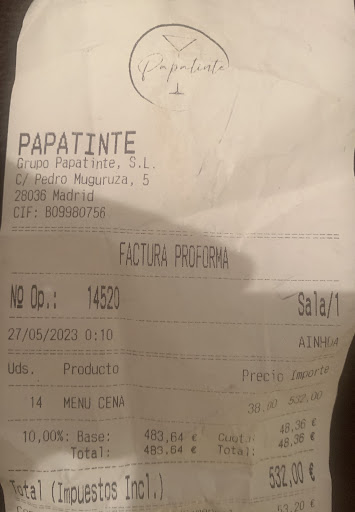 Papatinte
PAPATINTE
Grupo Papatinte, S.L.
C/ Pedro Muguruza, 5
28036 Madrid
CIF: B09980756
FACTURA PROFORMA
Nº Op.: 14520 Sala/1
27/05/2023 0:10 AINHOA
Uds. Producto Precio Importe
14 MENU CENA 38,00 532,00
10,00%: Base: 483,64 € Cuota: 48,36 €
Total: 483,64 € Total: 48,36 €
Total (Impuestos Incl.) 532,00 €
53,20 €